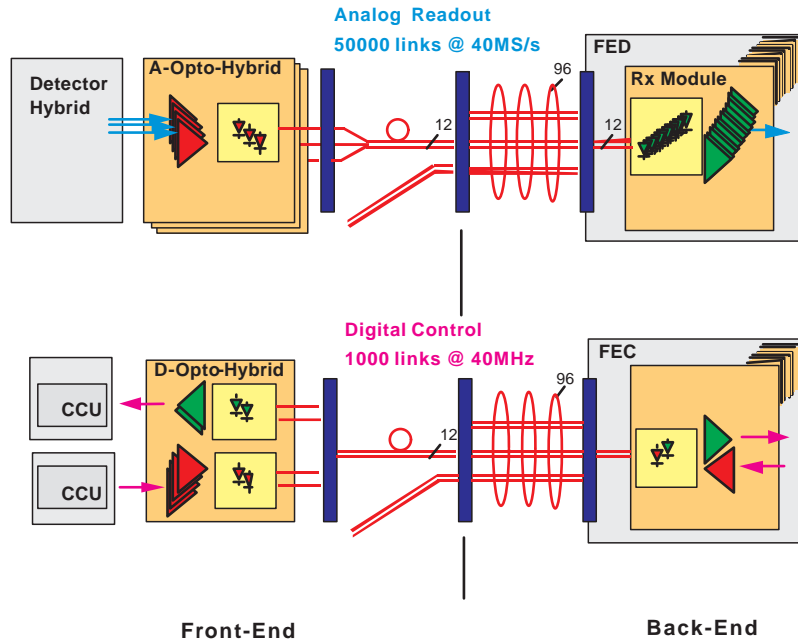 Analog Readout
50000 links @ 40MS/s
Detector
Hybrid
A-Opto-Hybrid
12
96
12
FED
Rx Module
Digital Control
1000 links @ 40MHz
CCU
CCU
D-Opto-Hybrid
12
96
FEC
Front-End
Back-End